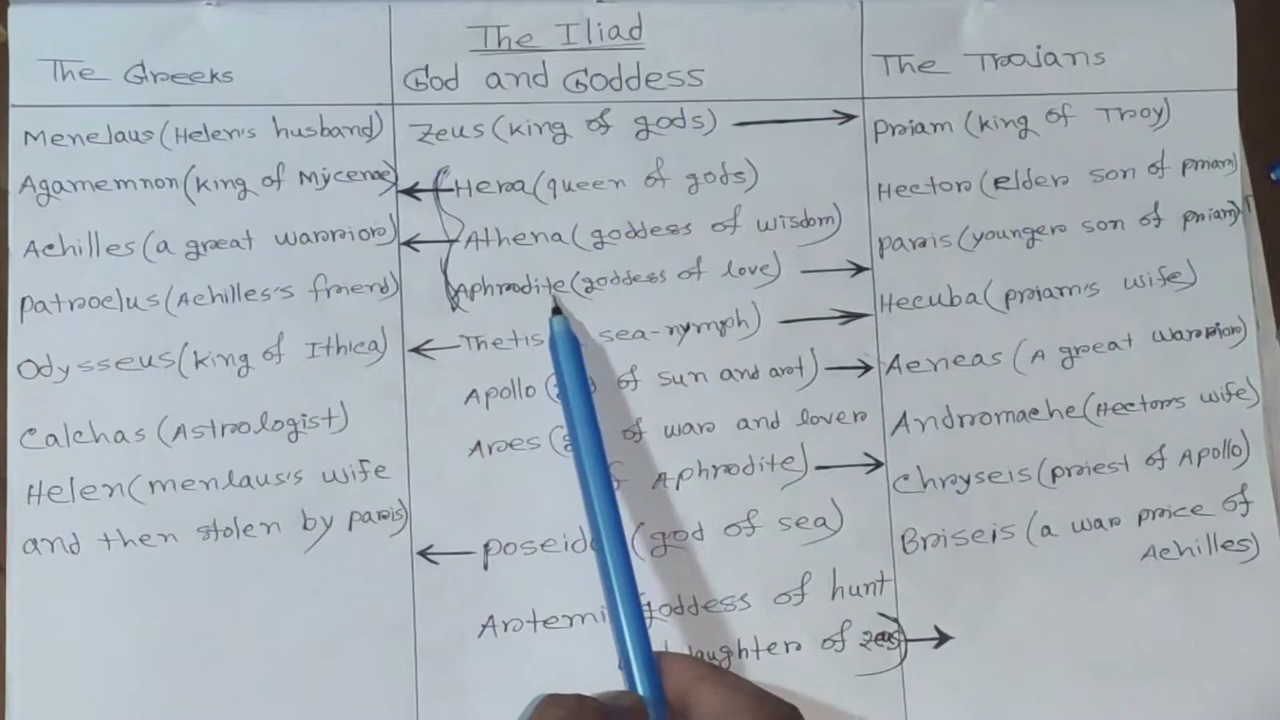 The Iliad
The Greeks
God and Goddess
The Trojans
Menelaus (Helen's husband)
Agamemnon (King of Mycenae)
Achilles (a great warrior)
Patroclus (Achilles's friend)
Odysseus (King of Ithica)
Calchas (Astrologist)
Helen (menlaus's wife
and then stolen by paris)
Zeus (King of gods)
Hera (queen of gods)
Athena (goddess of wisdom)
Aphrodite (goddess of love)
Thetis sea-nymph)
Apollo ( of sun and art)
Ares ( of war and lover
Aphrodite)
Poseid (god of sea)
Artemi goddess of hunt
daughter of zeus)
Priam (king of Troy)
Hector (elder son of priam)
paris (younger son of priam)
Hecuba (priam's wife)
Aeneas (A great warrior)
Andromache (Hector's wife)
Chryseis (priest of Apollo)
Briseis (a war price of
Achilles)